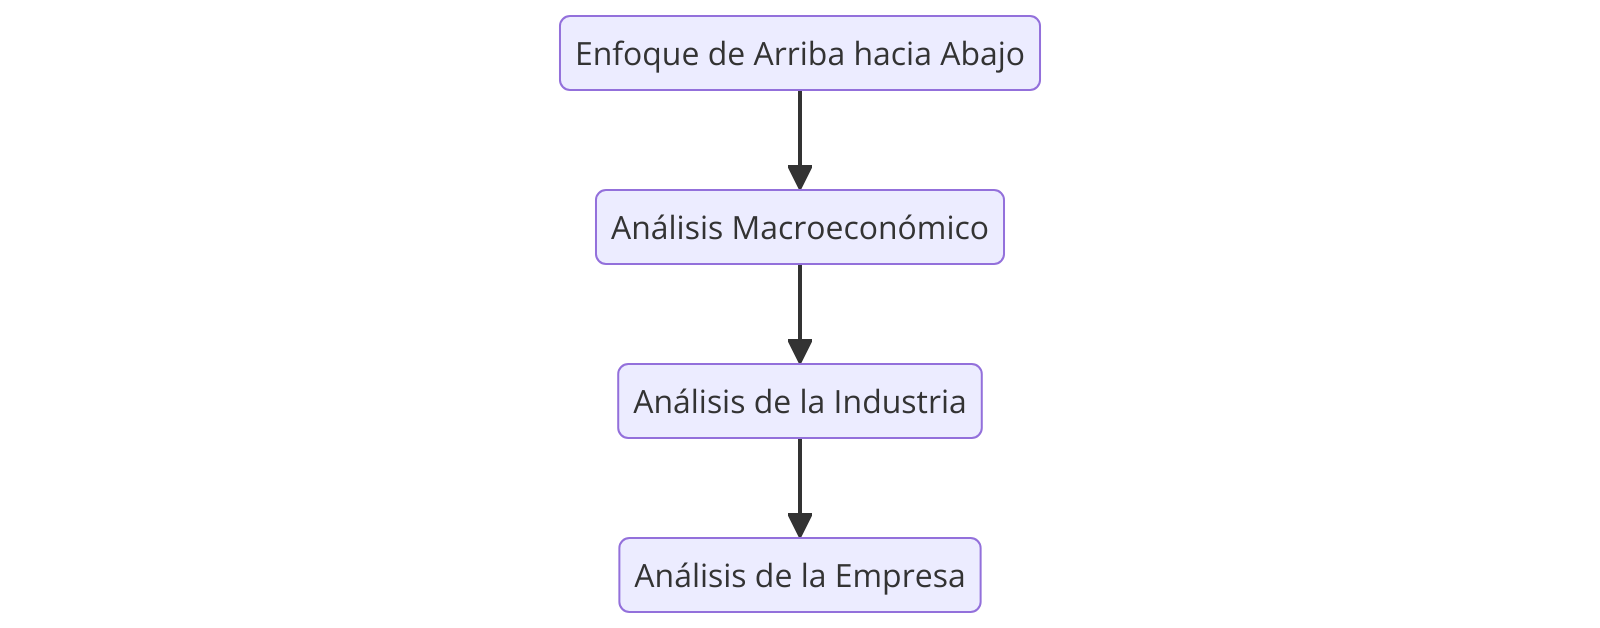 Enfoque de Arriba hacia Abajo
Análisis Macroeconómico
Análisis de la Industria
Análisis de la Empresa